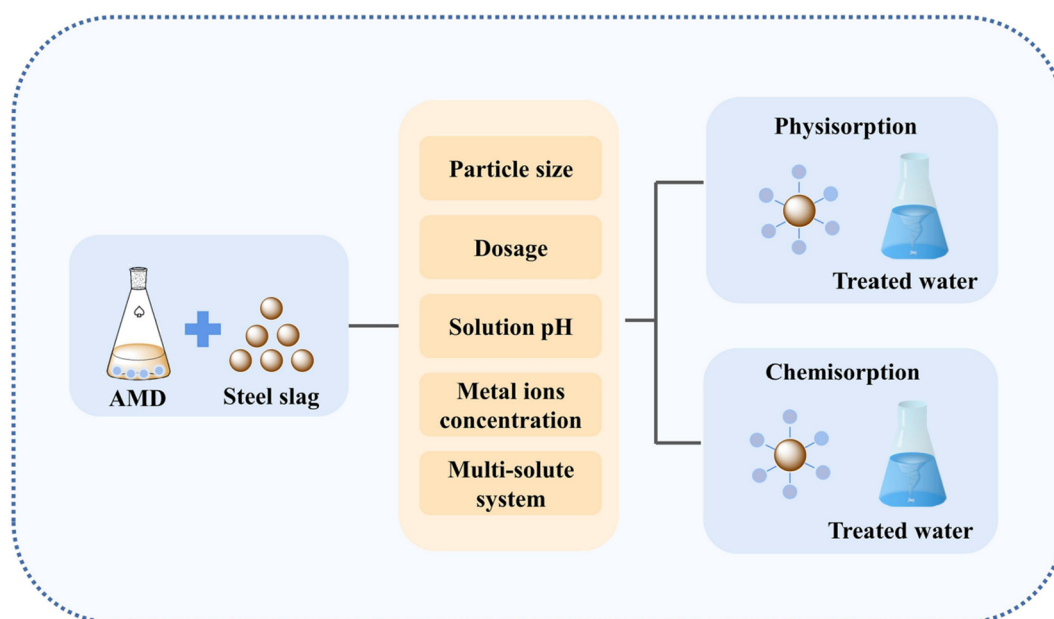 AMD
Steel slag
Particle size
Dosage
Solution pH
Metal ions
concentration
Multi-solute
system
Physisorption
Treated water
Chemisorption
Treated water